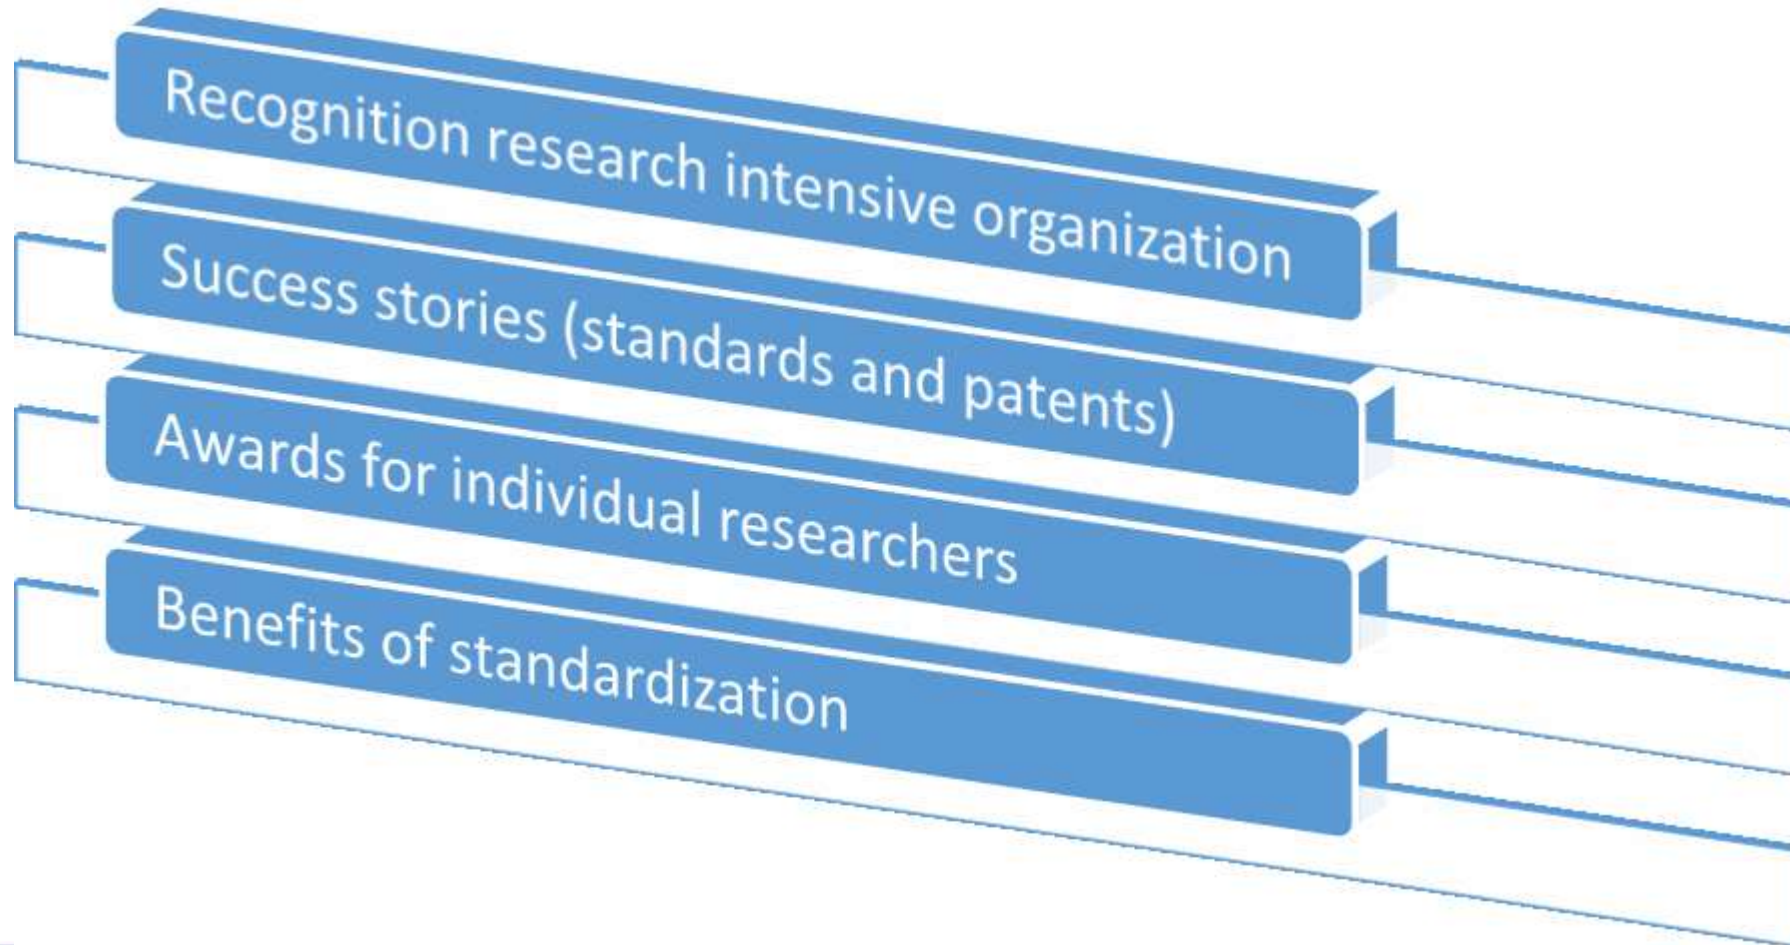 Recognition research intensive organization
Success stories (standards and patents)
Awards for individual researchers
Benefits of standardization